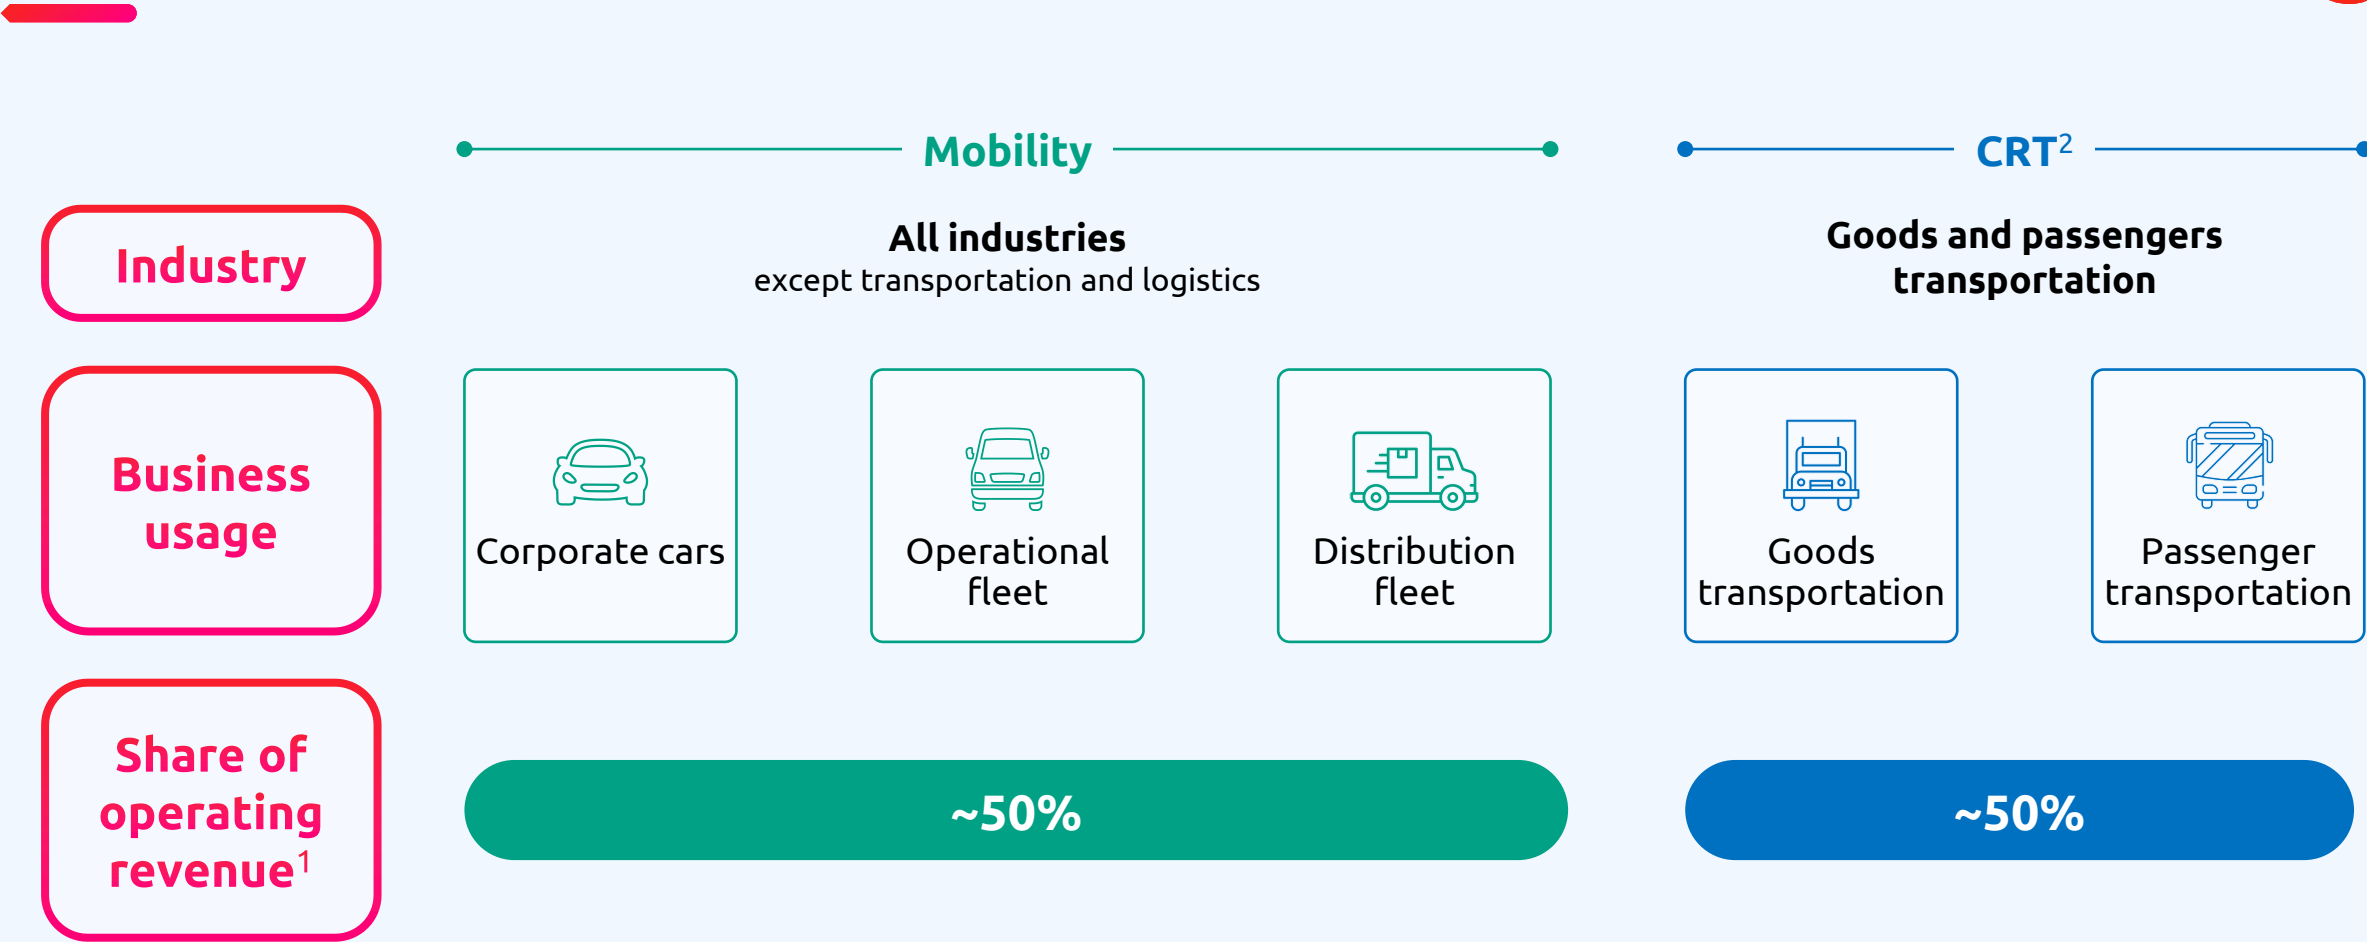 Mobility
CRT2
Industry
All industries
except transportation and logistics
Goods and passengers
transportation
Business
usage
Corporate cars
Operational
fleet
Distribution
fleet
Goods
transportation
Passenger
transportation
Share of
operating
revenue1
~50%
~50%